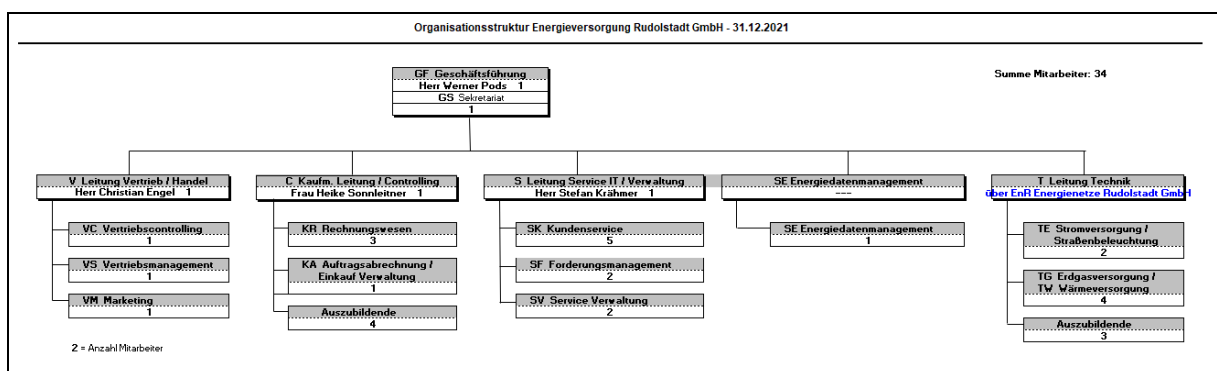 Organisationsstruktur Energieversorgung Rudolstadt GmbH - 31.12.2021
Summe Mitarbeiter: 34
GF Geschäftsführung
Herr Werner Pods 1
GS Sekretariat
1
V Leitung Vertrieb / Handel
Herr Christian Engel 1
VC Vertriebscontrolling
1
VS Vertriebsmanagement
1
VM Marketing
1
C Kaufm. Leitung / Controlling
Frau Heike Sonnleitner 1
KR Rechnungswesen
3
KA Auftragsabrechnung /
Einkauf Verwaltung
1
Auszubildende
4
S Leitung Service IT / Verwaltung
Herr Stefan Krähmer 1
SK Kundenservice
5
SF Forderungsmanagement
2
SV Service Verwaltung
2
SE Energiedatenmanagement
---
SE Energiedatenmanagement
1
T Leitung Technik
über EnR Energienetze Rudolstadt GmbH
TE Stromversorgung /
Straßenbeleuchtung
2
TG Erdgasversorgung /
TW Wärmeversorgung
4
Auszubildende
3
2 = Anzahl Mitarbeiter